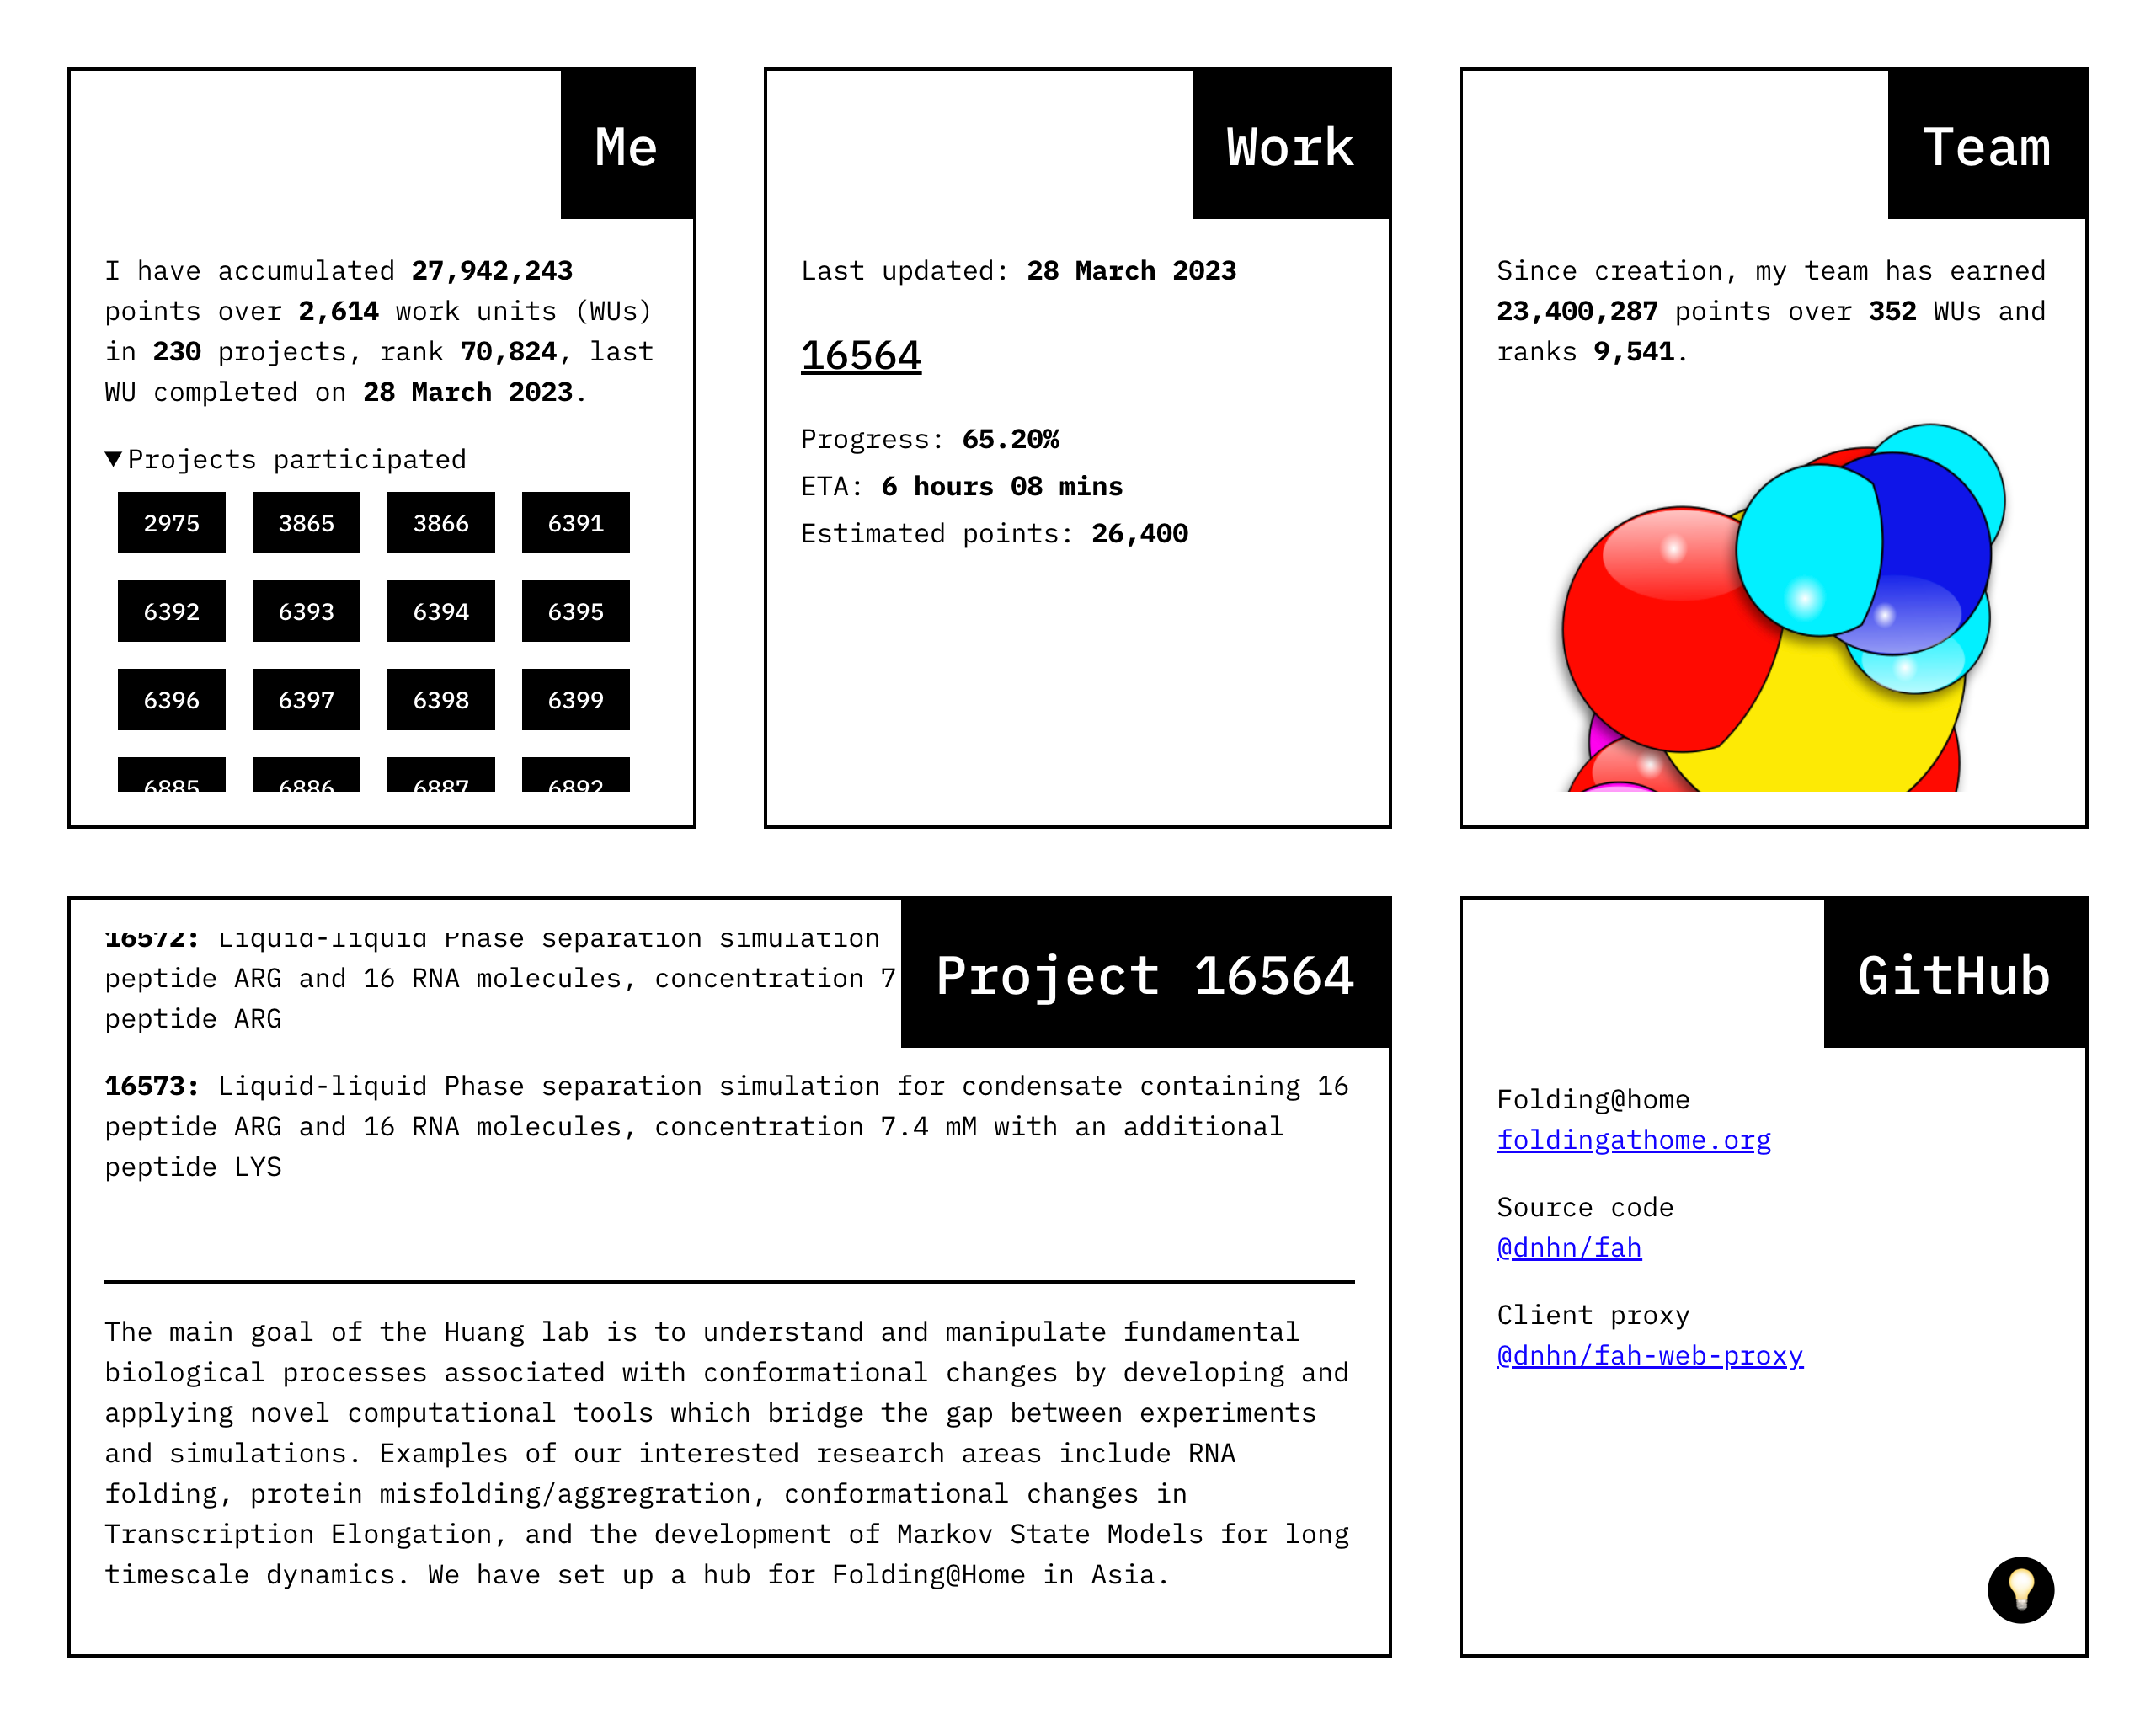 Me
I have accumulated 27,942,243
points over 2,614 work units (WUs)
in 230 projects, rank 70,824, last
WU completed on 28 March 2023.
▼Projects participated
2975 3865 3866 6391
6392 6393 6394 6395
6396 6397 6398 6399
6885 6886 6887 6892
Work
Last updated: 28 March 2023
16564
Progress: 65.20%
ETA: 6 hours 08 mins
Estimated points: 26,400
Team
Since creation, my team has earned
23,400,287 points over 352 WUs and
ranks 9,541.
Project 16564
16572: Liquid-liquid Phase separation simulation
peptide ARG and 16 RNA molecules, concentration 7
peptide ARG
16573: Liquid-liquid Phase separation simulation for condensate containing 16
peptide ARG and 16 RNA molecules, concentration 7.4 mM with an additional
peptide LYS
The main goal of the Huang lab is to understand and manipulate fundamental
biological processes associated with conformational changes by developing and
applying novel computational tools which bridge the gap between experiments
and simulations. Examples of our interested research areas include RNA
folding, protein misfolding/aggregration, conformational changes in
Transcription Elongation, and the development of Markov State Models for long
timescale dynamics. We have set up a hub for Folding@Home in Asia.
GitHub
Folding@home
foldingathome.org
Source code
@dnhn/fah
Client proxy
@dnhn/fah-web-proxy